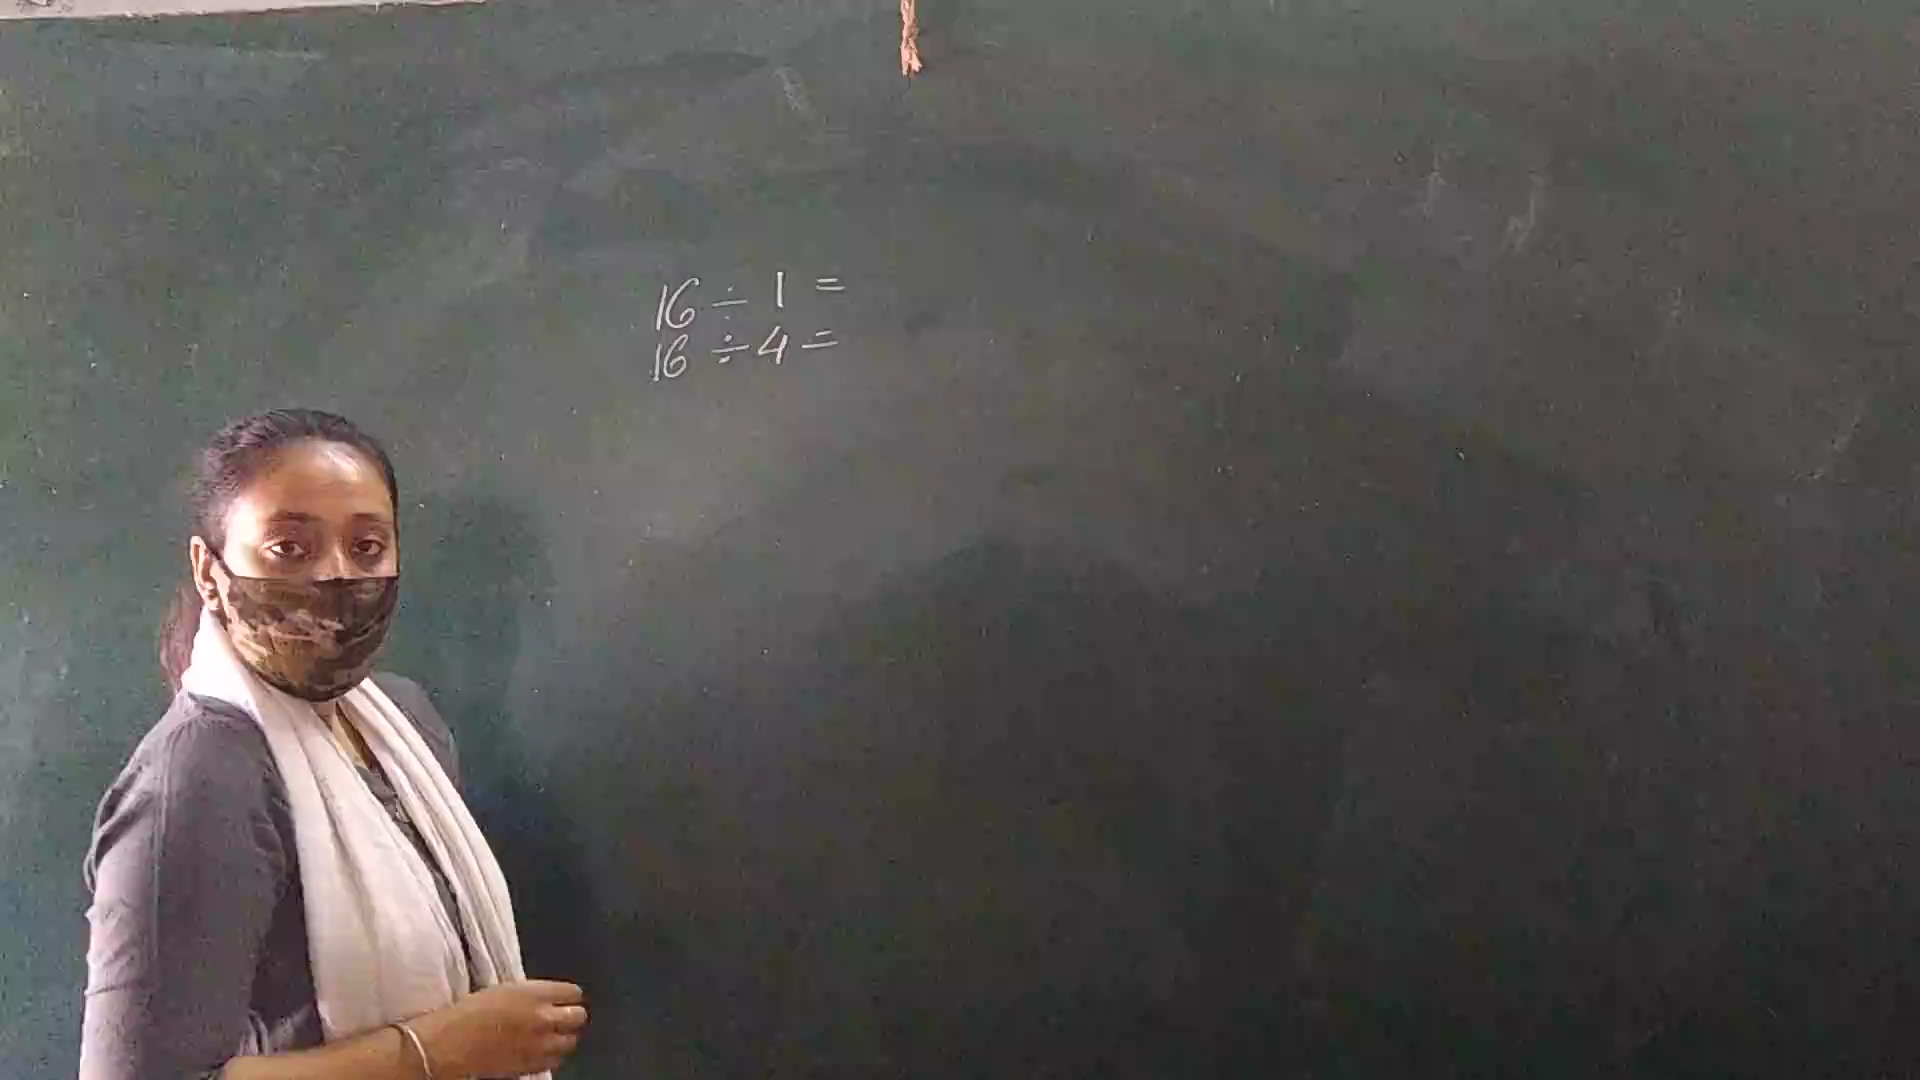 16 ÷ 1 =
16 ÷ 4 =